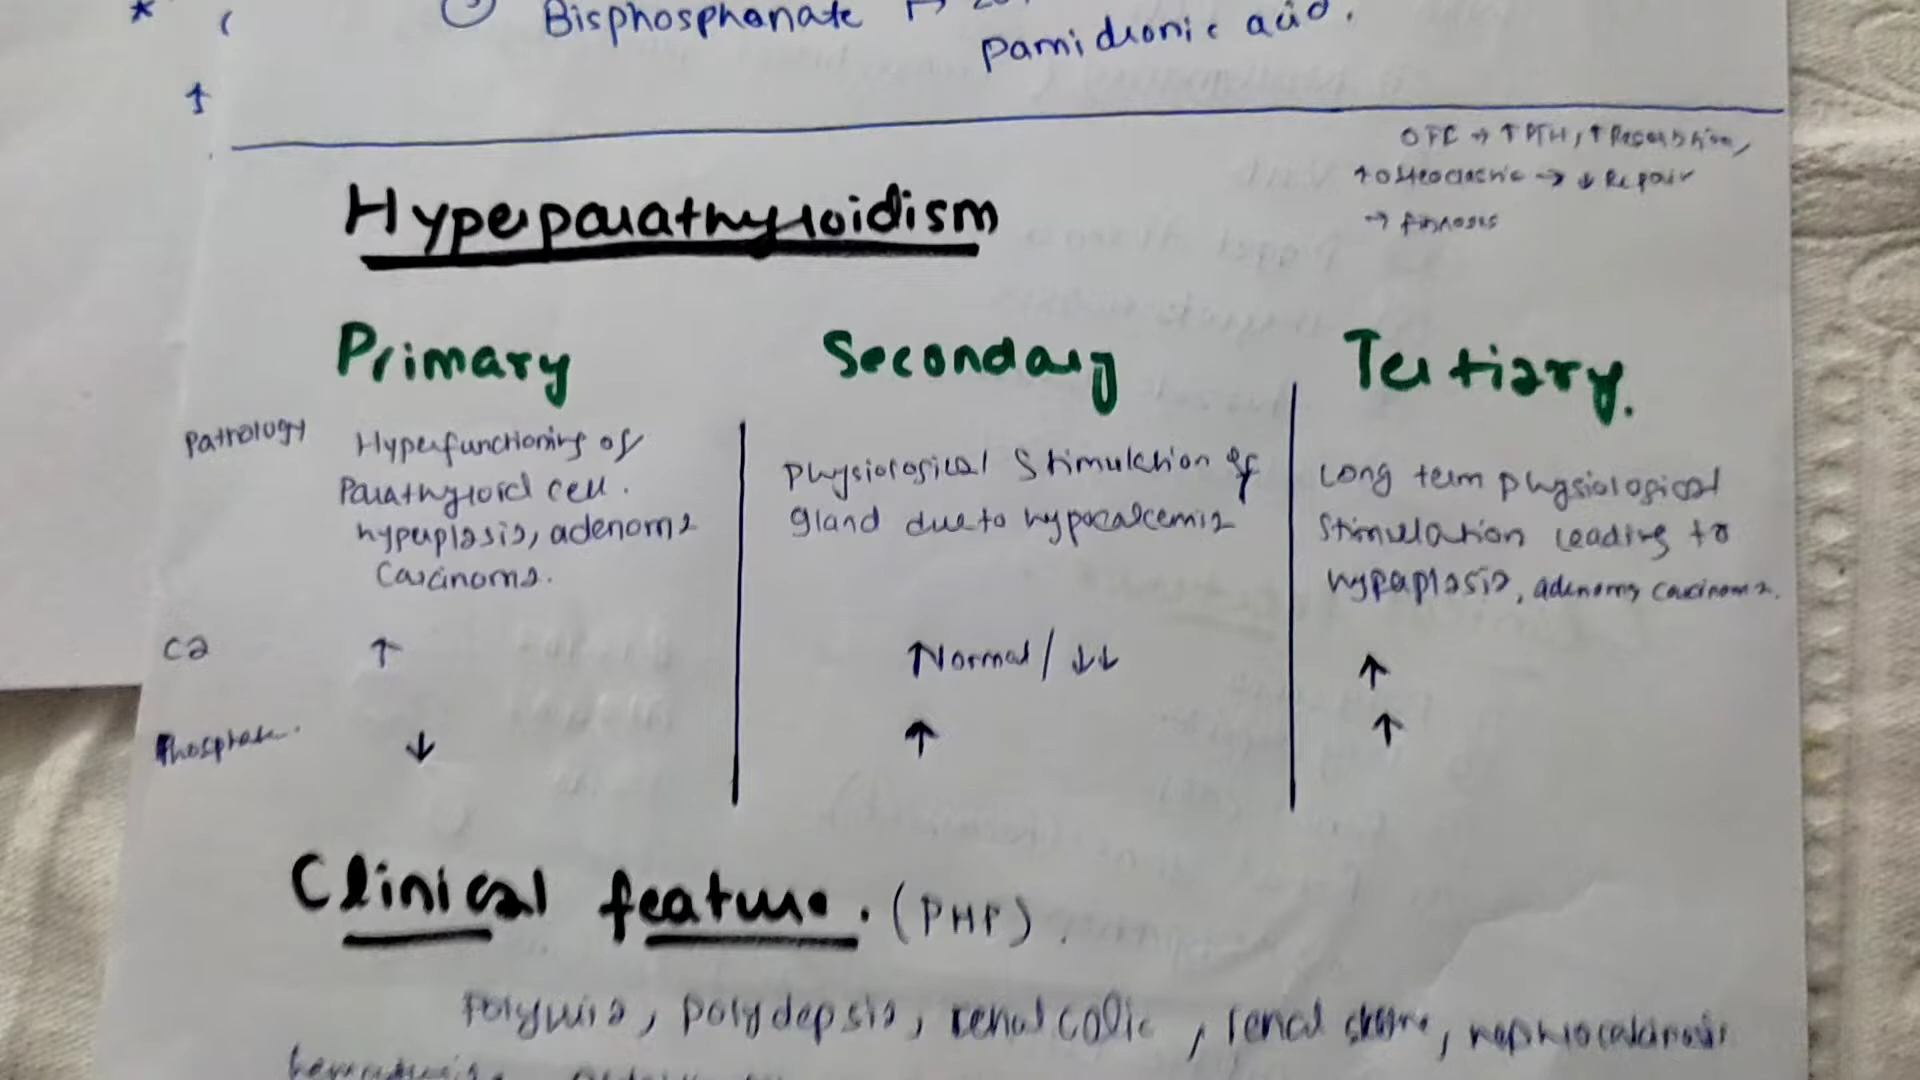 * ( Bisphosphonate →
pamidronic acid.
↑
OFC → ↑PTH, ↑Resorbtion,
↑osteoclastic → ↓ Repair
→ fibrosis
Hyperparathyroidism
Primary Secondary Tertiary.
Pathology
Hyperfunctioning of
Parathyroid cell.
hyperplasia, adenoma
Carcinoma.
Physiological Stimulation of
gland due to hypocalcemia
Long term physiological
Stimulation leading to
hyperplasia, adenoma, carcinoma.
Ca ↑ Normal / ↓↓ ↑
Phosphate. ↓ ↑ ↑
Clinical feature. (PHP).
Polyuria, polydepsia, renal colic, renal stone, nephrocalcinosis